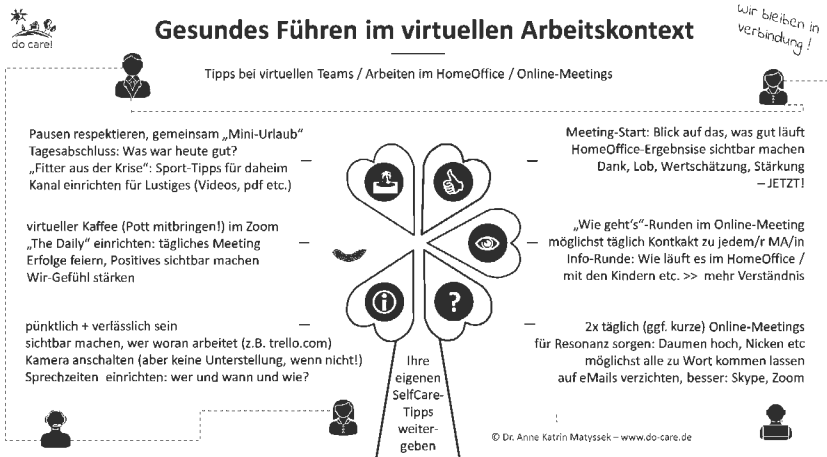 do care!
Gesundes Führen im virtuellen Arbeitskontext
wir bleiben in
verbindung!
Tipps bei virtuellen Teams / Arbeiten im HomeOffice / Online-Meetings
Pausen respektieren, gemeinsam „Mini-Urlaub“
Tagesabschluss: Was war heute gut?
„Fitter aus der Krise“: Sport-Tipps für daheim
Kanal einrichten für Lustiges (Videos, pdf etc.)
Meeting-Start: Blick auf das, was gut läuft
HomeOffice-Ergebnsise sichtbar machen
Dank, Lob, Wertschätzung, Stärkung
– JETZT!
virtueller Kaffee (Pott mitbringen!) im Zoom
„The Daily“ einrichten: tägliches Meeting
Erfolge feiern, Positives sichtbar machen
Wir-Gefühl stärken
„Wie geht's“-Runden im Online-Meeting
möglichst täglich Kontkakt zu jedem/r MA/in
Info-Runde: Wie läuft es im HomeOffice /
mit den Kindern etc. >> mehr Verständnis
pünktlich + verlässlich sein
sichtbar machen, wer woran arbeitet (z.B. trello.com)
Kamera anschalten (aber keine Unterstellung, wenn nicht!)
Sprechzeiten einrichten: wer und wann und wie?
2x täglich (ggf. kurze) Online-Meetings
für Resonanz sorgen: Daumen hoch, Nicken etc
möglichst alle zu Wort kommen lassen
auf eMails verzichten, besser: Skype, Zoom
?
Ihre
eigenen
SelfCare-
Tipps
weiter-
geben
© Dr. Anne Katrin Matyssek – www.do-care.de